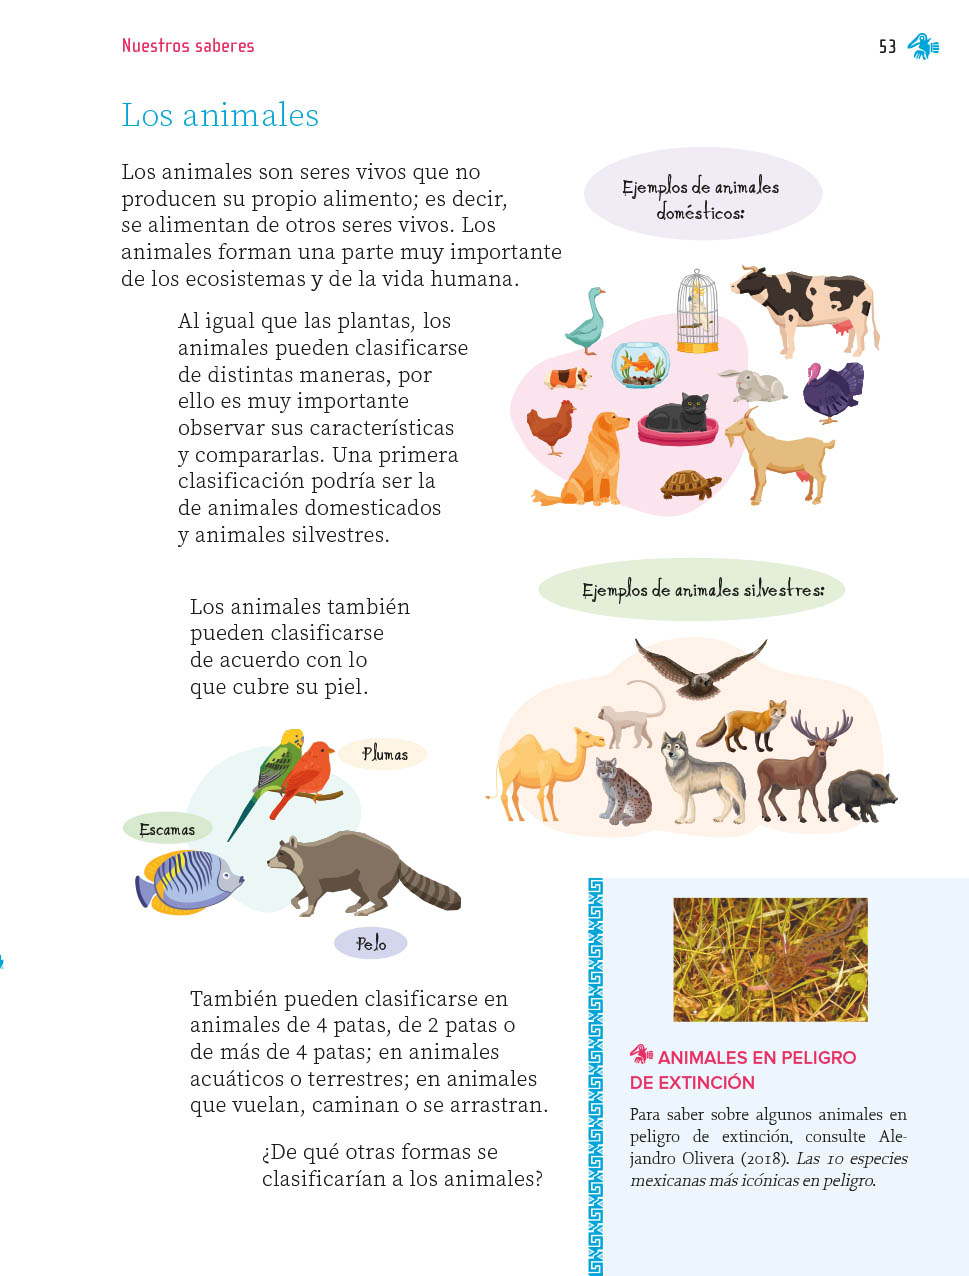 Nuestros saberes
53
Los animales
Los animales son seres vivos que no
producen su propio alimento; es decir,
se alimentan de otros seres vivos. Los
animales forman una parte muy importante
de los ecosistemas y de la vida humana.
Al igual que las plantas, los
animales pueden clasificarse
de distintas maneras, por
ello es muy importante
observar sus características
y compararlas. Una primera
clasificación podría ser la
de animales domesticados
y animales silvestres.
Ejemplos de animales
domésticos:
Ejemplos de animales silvestres:
Los animales también
pueden clasificarse
de acuerdo con lo
que cubre su piel.
Plumas
Escamas
Pelo
También pueden clasificarse en
animales de 4 patas, de 2 patas o
de más de 4 patas; en animales
acuáticos o terrestres; en animales
que vuelan, caminan o se arrastran.
¿De qué otras formas se
clasificarían a los animales?
ANIMALES EN PELIGRO
DE EXTINCIÓN
Para saber sobre algunos animales en
peligro de extinción, consulte Ale-
jandro Olivera (2018). Las 10 especies
mexicanas más icónicas en peligro.